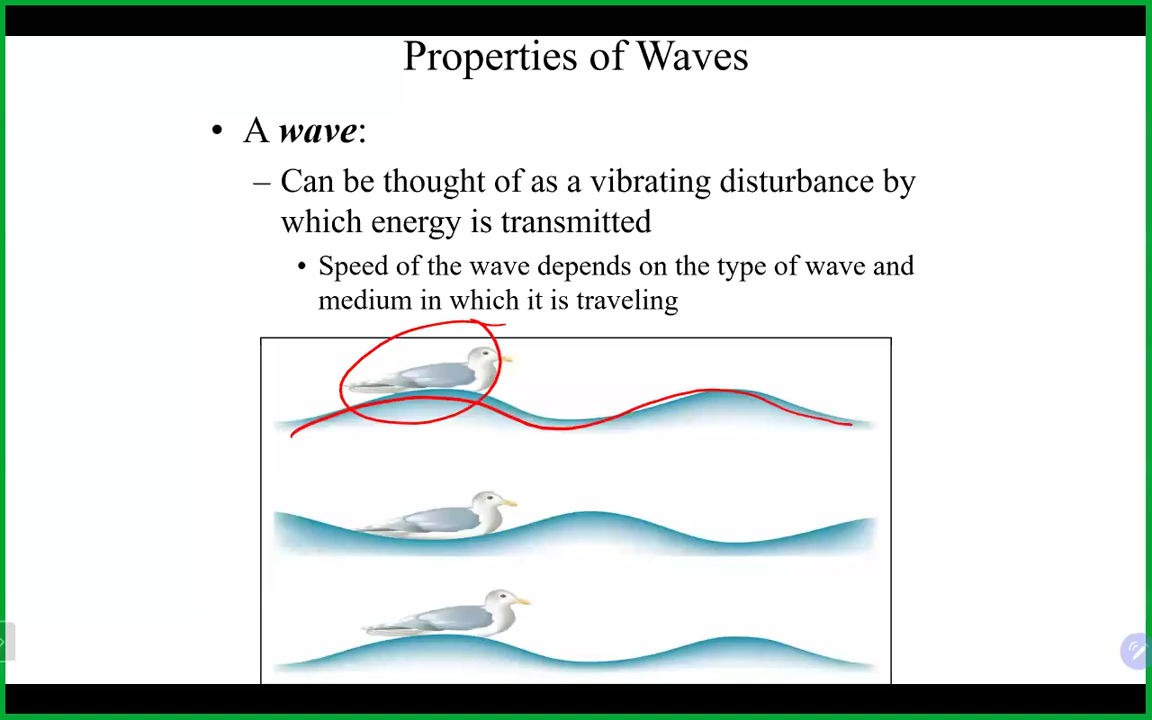 Properties of Waves
• A wave:
– Can be thought of as a vibrating disturbance by
which energy is transmitted
• Speed of the wave depends on the type of wave and
medium in which it is traveling